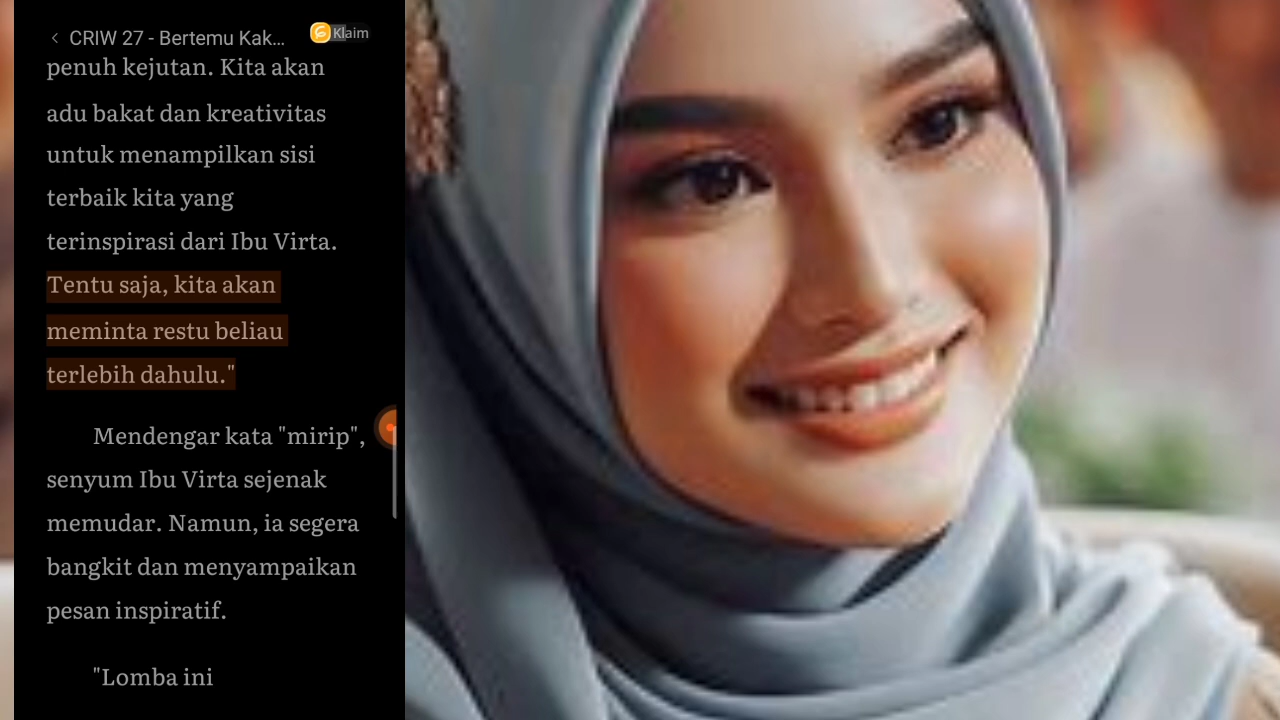 CRIW 27 - Bertemu Kak...
Klaim
penuh kejutan. Kita akan
adu bakat dan kreativitas
untuk menampilkan sisi
terbaik kita yang
terinspirasi dari Ibu Virta.
Tentu saja, kita akan
meminta restu beliau
terlebih dahulu."
Mendengar kata "mirip",
senyum Ibu Virta sejenak
memudar. Namun, ia segera
bangkit dan menyampaikan
pesan inspiratif.
"Lomba ini